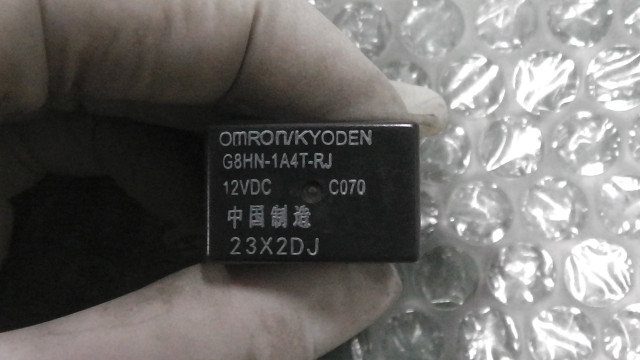 OMRON/KYODEN
G8HN-1A4T-RJ
12VDC C070
中国制造
23X2DJ